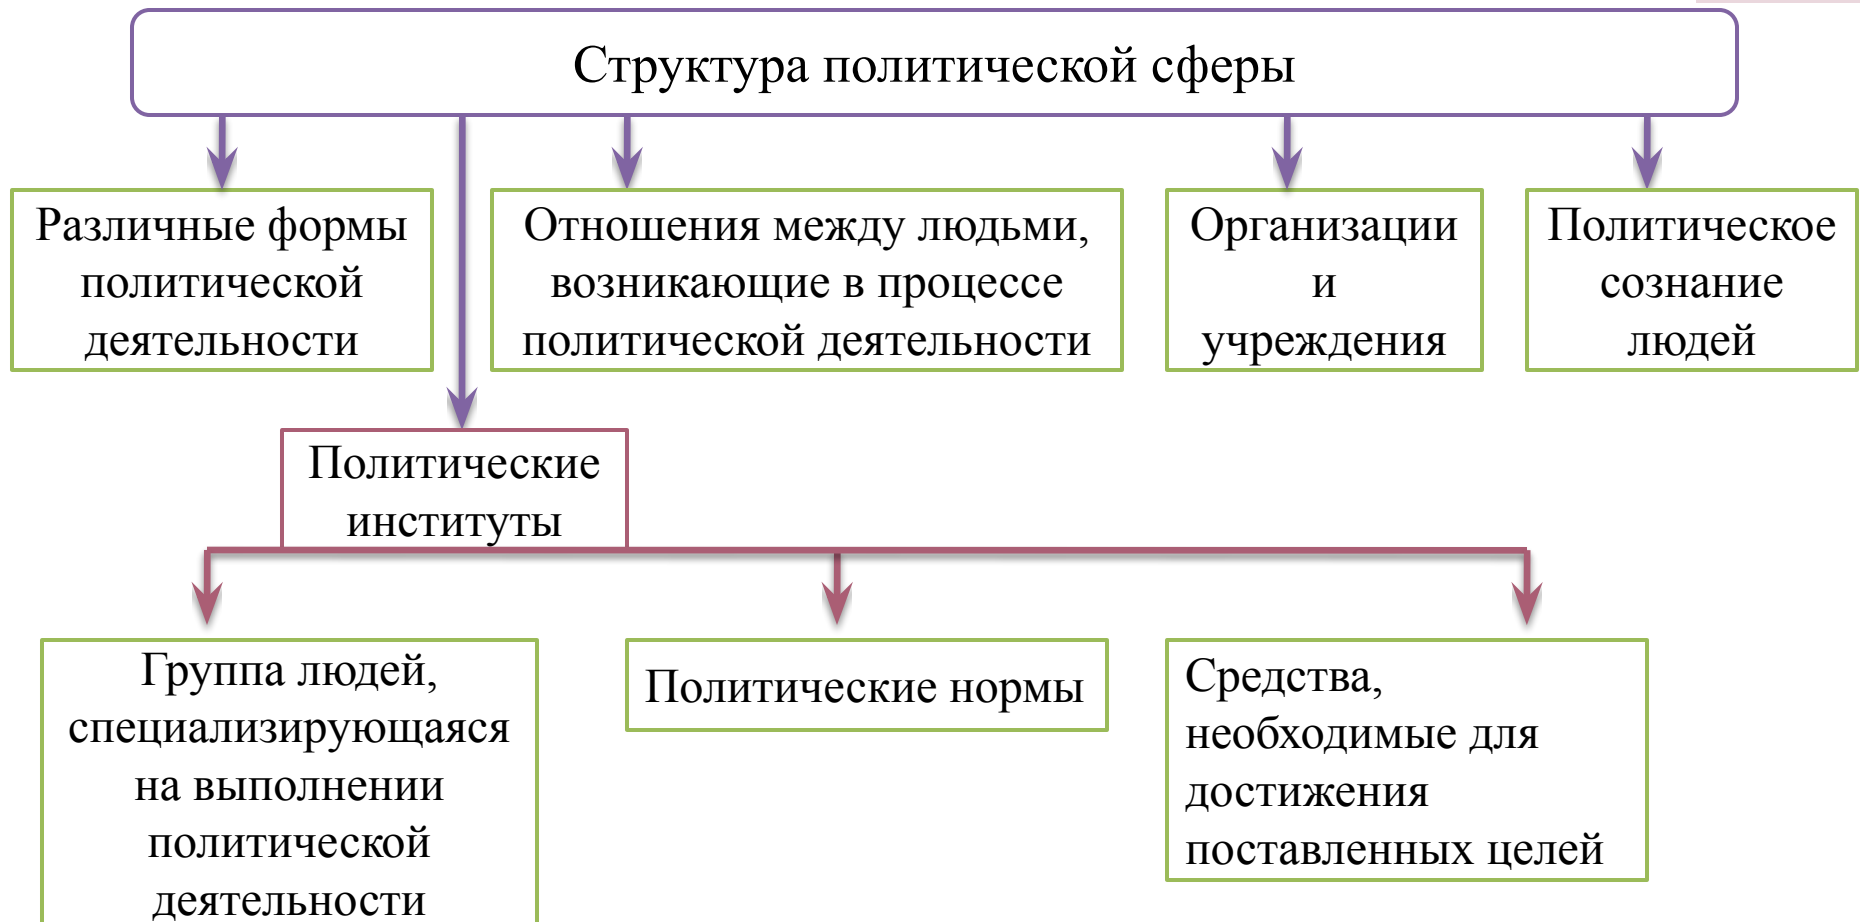 Структура политической сферы
Различные формы
политической
деятельности
Отношения между людьми,
возникающие в процессе
политической деятельности
Организации
и
учреждения
Политическое
сознание
людей
Политические
институты
Группа людей,
специализирующаяся
на выполнении
политической
деятельности
Политические нормы
Средства,
необходимые для
достижения
поставленных целей